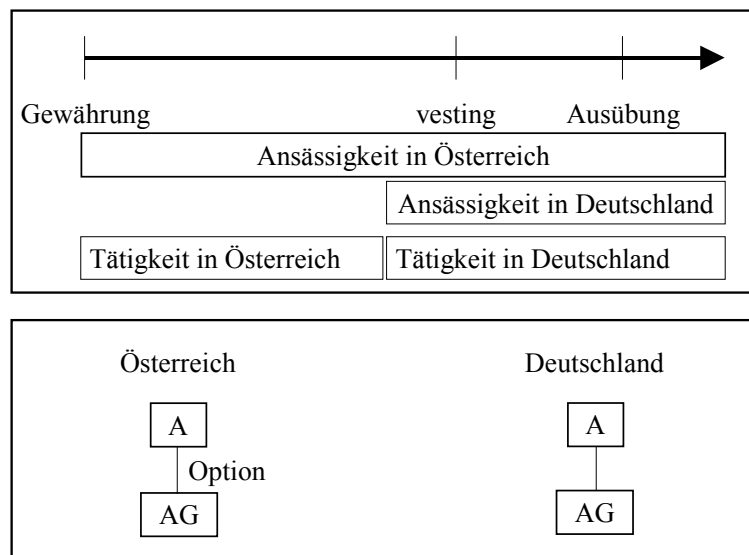 Gewährung vesting Ausübung
Ansässigkeit in Österreich
Ansässigkeit in Deutschland
Tätigkeit in Österreich Tätigkeit in Deutschland
Österreich Deutschland
A A
Option
AG AG